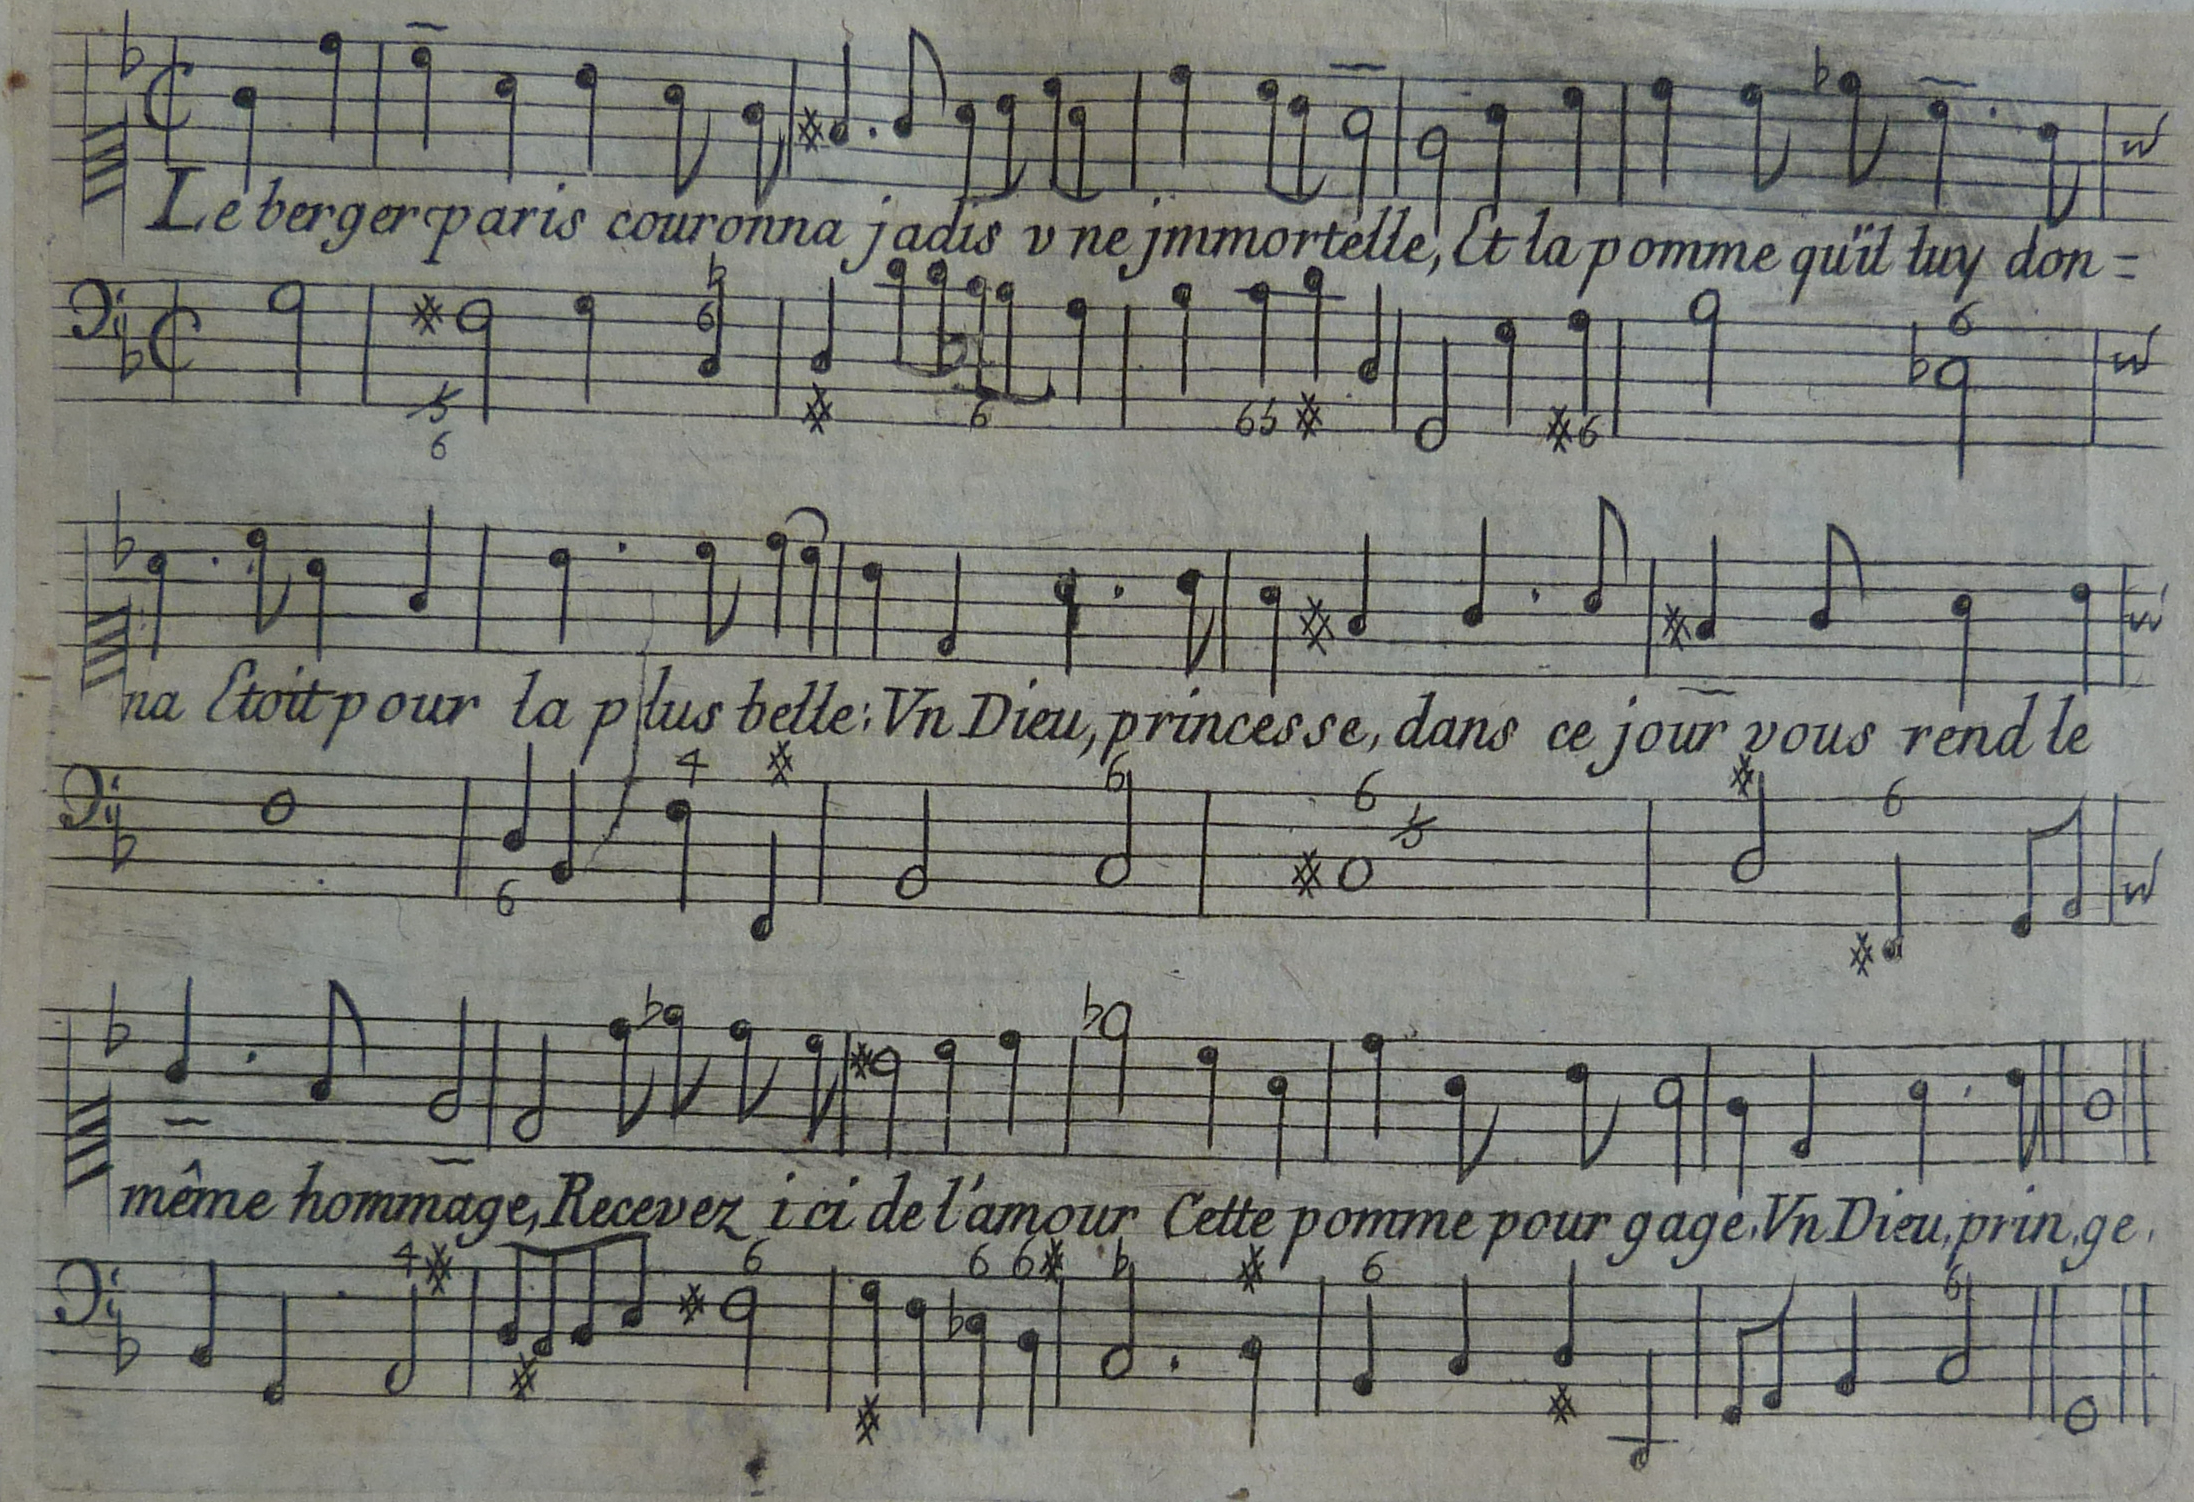 Le berger paris couronna jadis vne jmmortelle, Et la pomme qu'il luy don=
na Etoit pour la plus belle: Vn Dieu, princesse, dans ce jour vous rend le
même hommage, Recevez ici de l'amour Cette pomme pour gage. Vn Dieu, prin, ge.